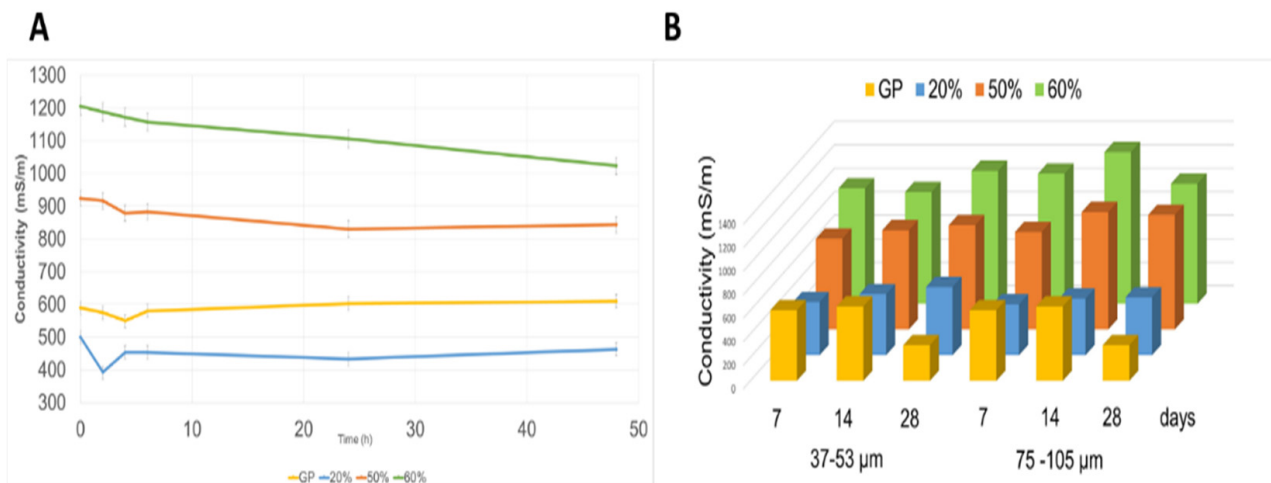 A
1300
1200
1100
1000
900
800
700
600
500
400
300
Conductivity (mS/m)
0 10 20 30 40 50
Time (h)
GP 20% 50% 60%
B
GP 20% 50% 60%
Conductivity (mS/m)
1400
1200
1000
800
600
400
200
0
7 14 28 7 14 28 days
37-53 µm 75 -105 µm